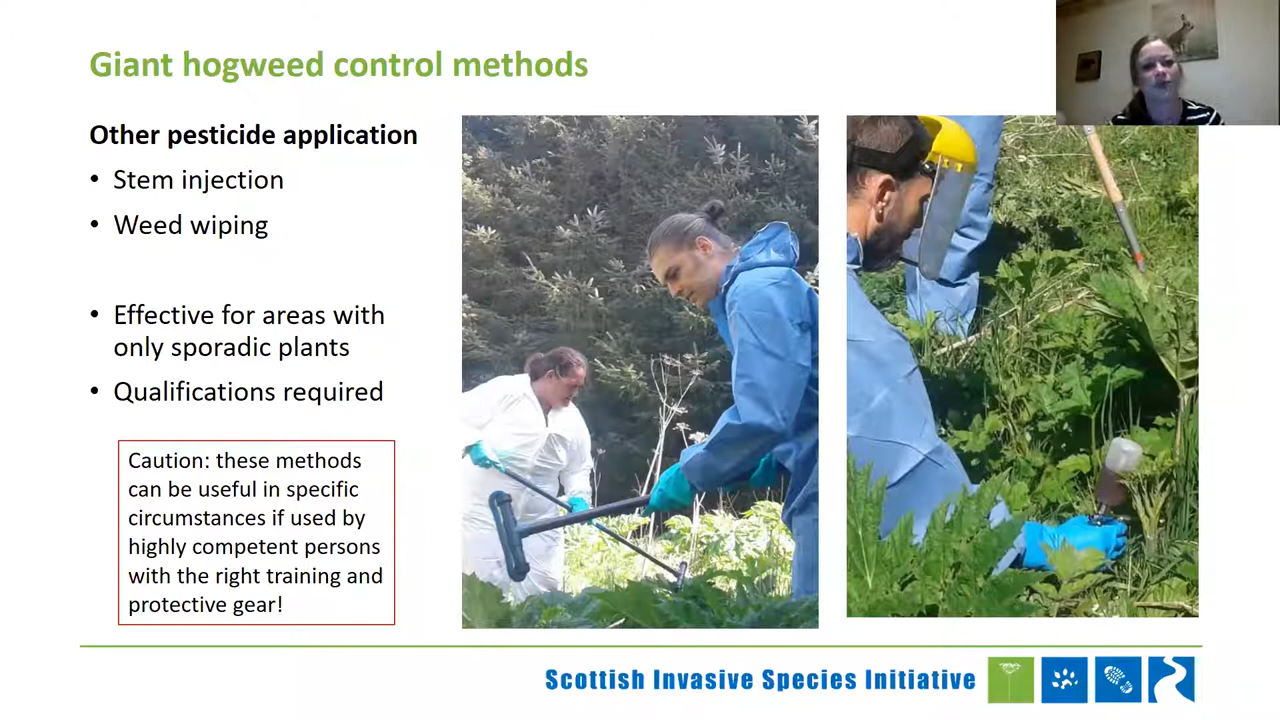 Giant hogweed control methods
Other pesticide application
• Stem injection
• Weed wiping
• Effective for areas with
only sporadic plants
• Qualifications required
Caution: these methods
can be useful in specific
circumstances if used by
highly competent persons
with the right training and
protective gear!
Scottish Invasive Species Initiative